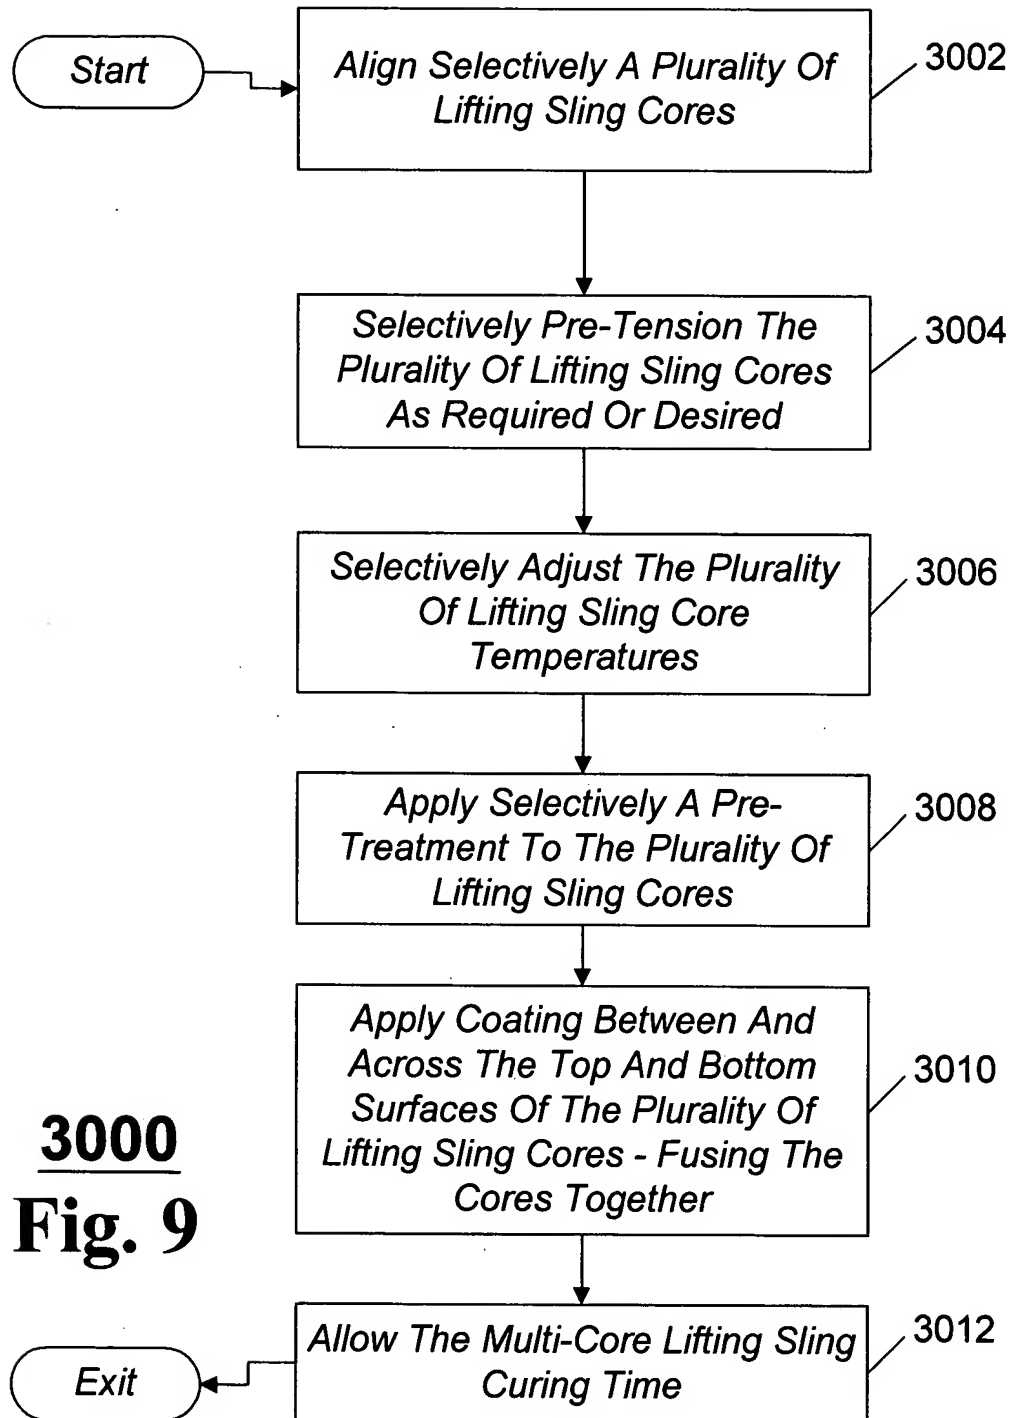 Start
Align Selectively A Plurality Of
Lifting Sling Cores
3002
Selectively Pre-Tension The
Plurality Of Lifting Sling Cores
As Required Or Desired
3004
Selectively Adjust The Plurality
Of Lifting Sling Core
Temperatures
3006
Apply Selectively A Pre-
Treatment To The Plurality Of
Lifting Sling Cores
3008
Apply Coating Between And
Across The Top And Bottom
Surfaces Of The Plurality Of
Lifting Sling Cores - Fusing The
Cores Together
3010
3000
Fig. 9
Allow The Multi-Core Lifting Sling
Curing Time
3012
Exit